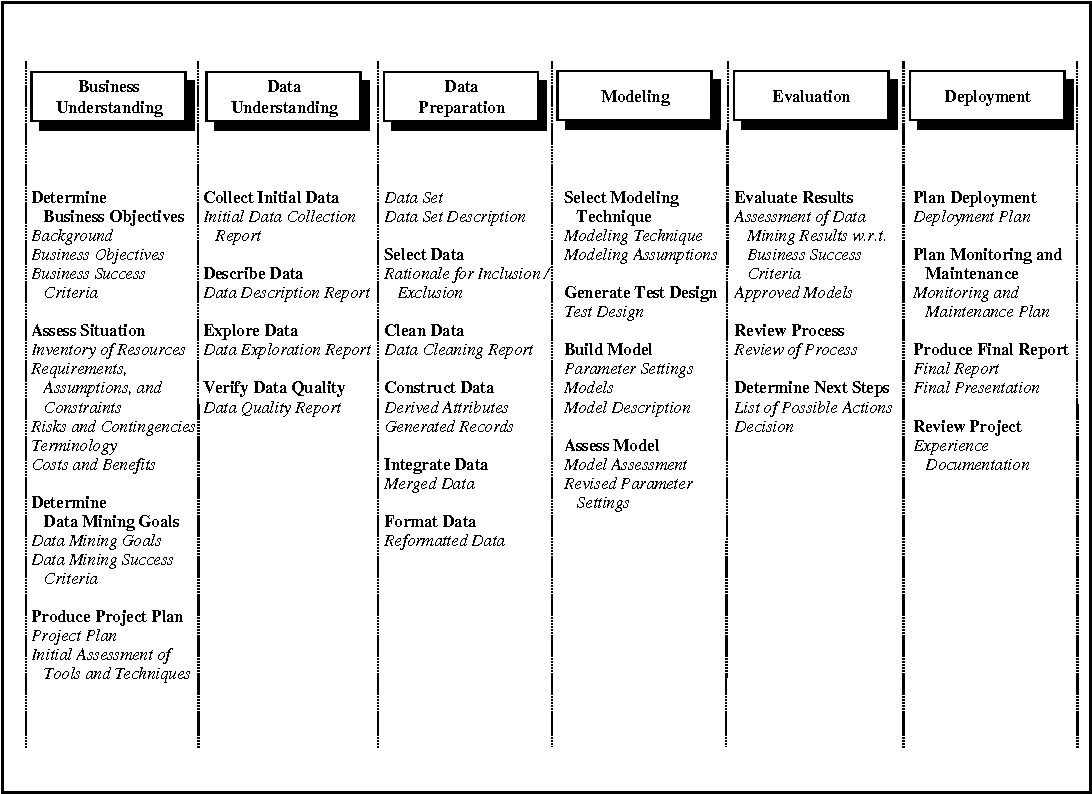 Business
Understanding
Data
Understanding
Data
Preparation
Modeling
Evaluation
Deployment
Determine
Business Objectives
Background
Business Objectives
Business Success
Criteria
Assess Situation
Inventory of Resources
Requirements,
Assumptions, and
Constraints
Risks and Contingencies
Terminology
Costs and Benefits
Determine
Data Mining Goals
Data Mining Goals
Data Mining Success
Criteria
Produce Project Plan
Project Plan
Initial Assessment of
Tools and Techniques
Collect Initial Data
Initial Data Collection
Report
Describe Data
Data Description Report
Explore Data
Data Exploration Report
Verify Data Quality
Data Quality Report
Data Set
Data Set Description
Select Data
Rationale for Inclusion /
Exclusion
Clean Data
Data Cleaning Report
Construct Data
Derived Attributes
Generated Records
Integrate Data
Merged Data
Format Data
Reformatted Data
Select Modeling
Technique
Modeling Technique
Modeling Assumptions
Generate Test Design
Test Design
Build Model
Parameter Settings
Models
Model Description
Assess Model
Model Assessment
Revised Parameter
Settings
Evaluate Results
Assessment of Data
Mining Results w.r.t.
Business Success
Criteria
Approved Models
Review Process
Review of Process
Determine Next Steps
List of Possible Actions
Decision
Plan Deployment
Deployment Plan
Plan Monitoring and
Maintenance
Monitoring and
Maintenance Plan
Produce Final Report
Final Report
Final Presentation
Review Project
Experience
Documentation